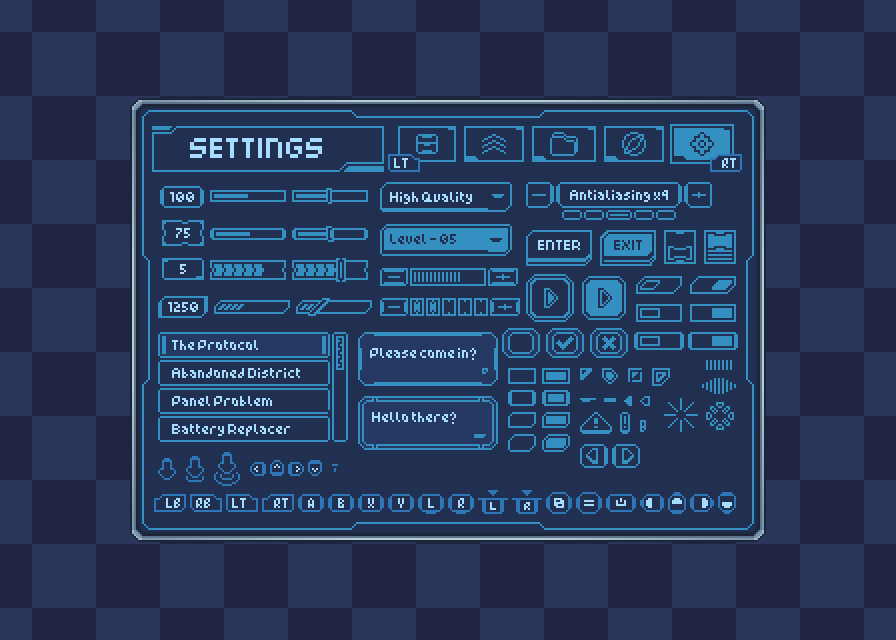 SETTINGS
LT
RT
100
High Quality
Antialiasing x4
75
Level - 05
ENTER
EXIT
5
1250
The Protocol
Please come in?
Abandoned District
Panel Problem
Hello there?
Battery Replacer
LB RB LT RT A B X Y L R L R